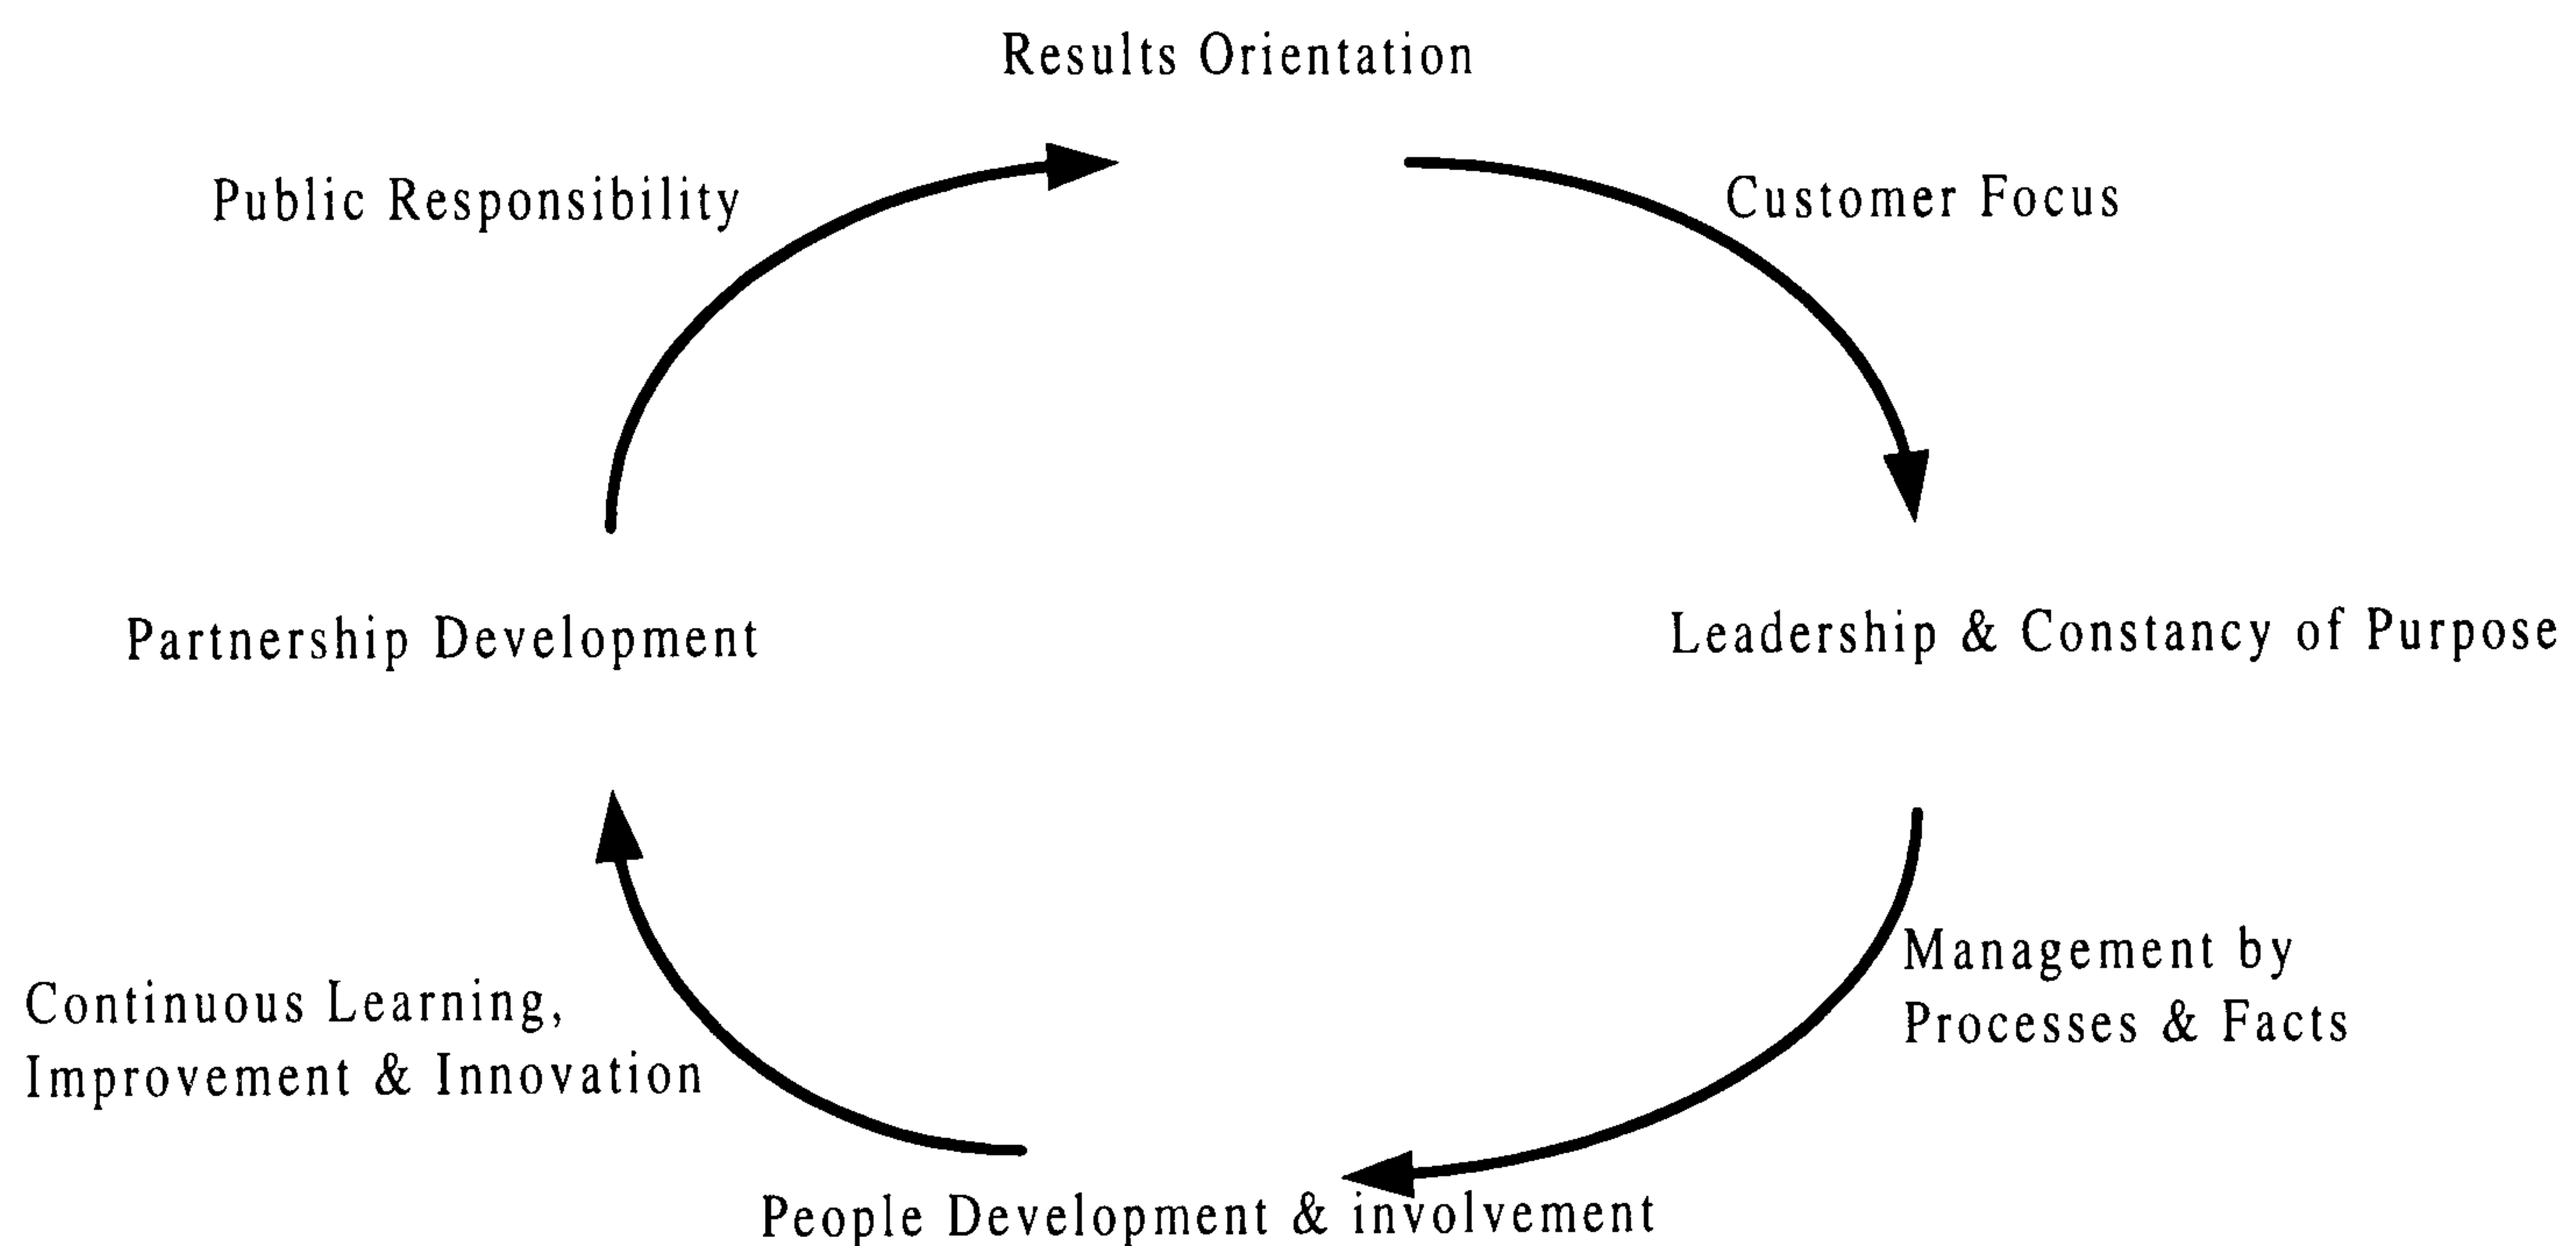 Results Orientation
Public Responsibility
Customer Focus
Partnership Development
Leadership & Constancy of Purpose
Management by
Processes & Facts
Continuous Learning,
Improvement & Innovation
People Development & involvement